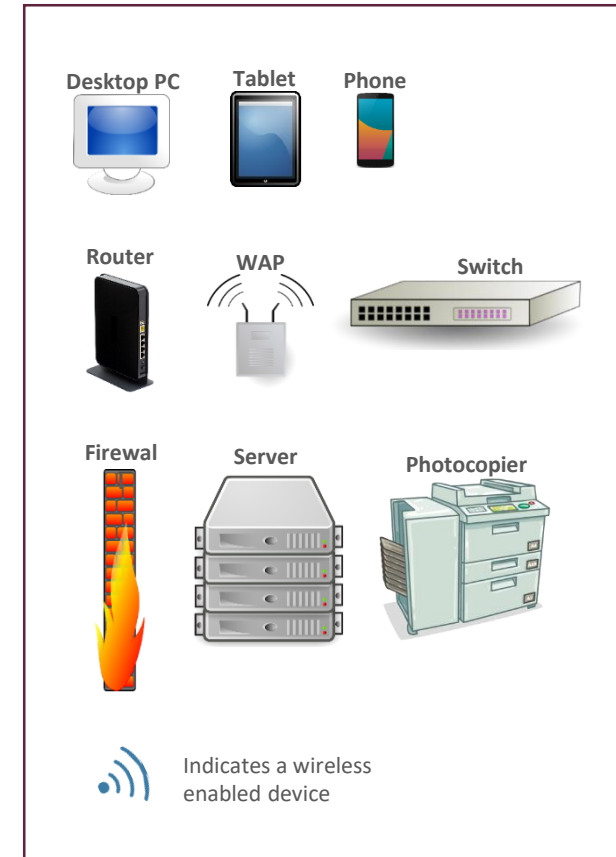 Desktop PC
Tablet
Phone
Router
WAP
Switch
Firewal
Server
Photocopier
Indicates a wireless
enabled device